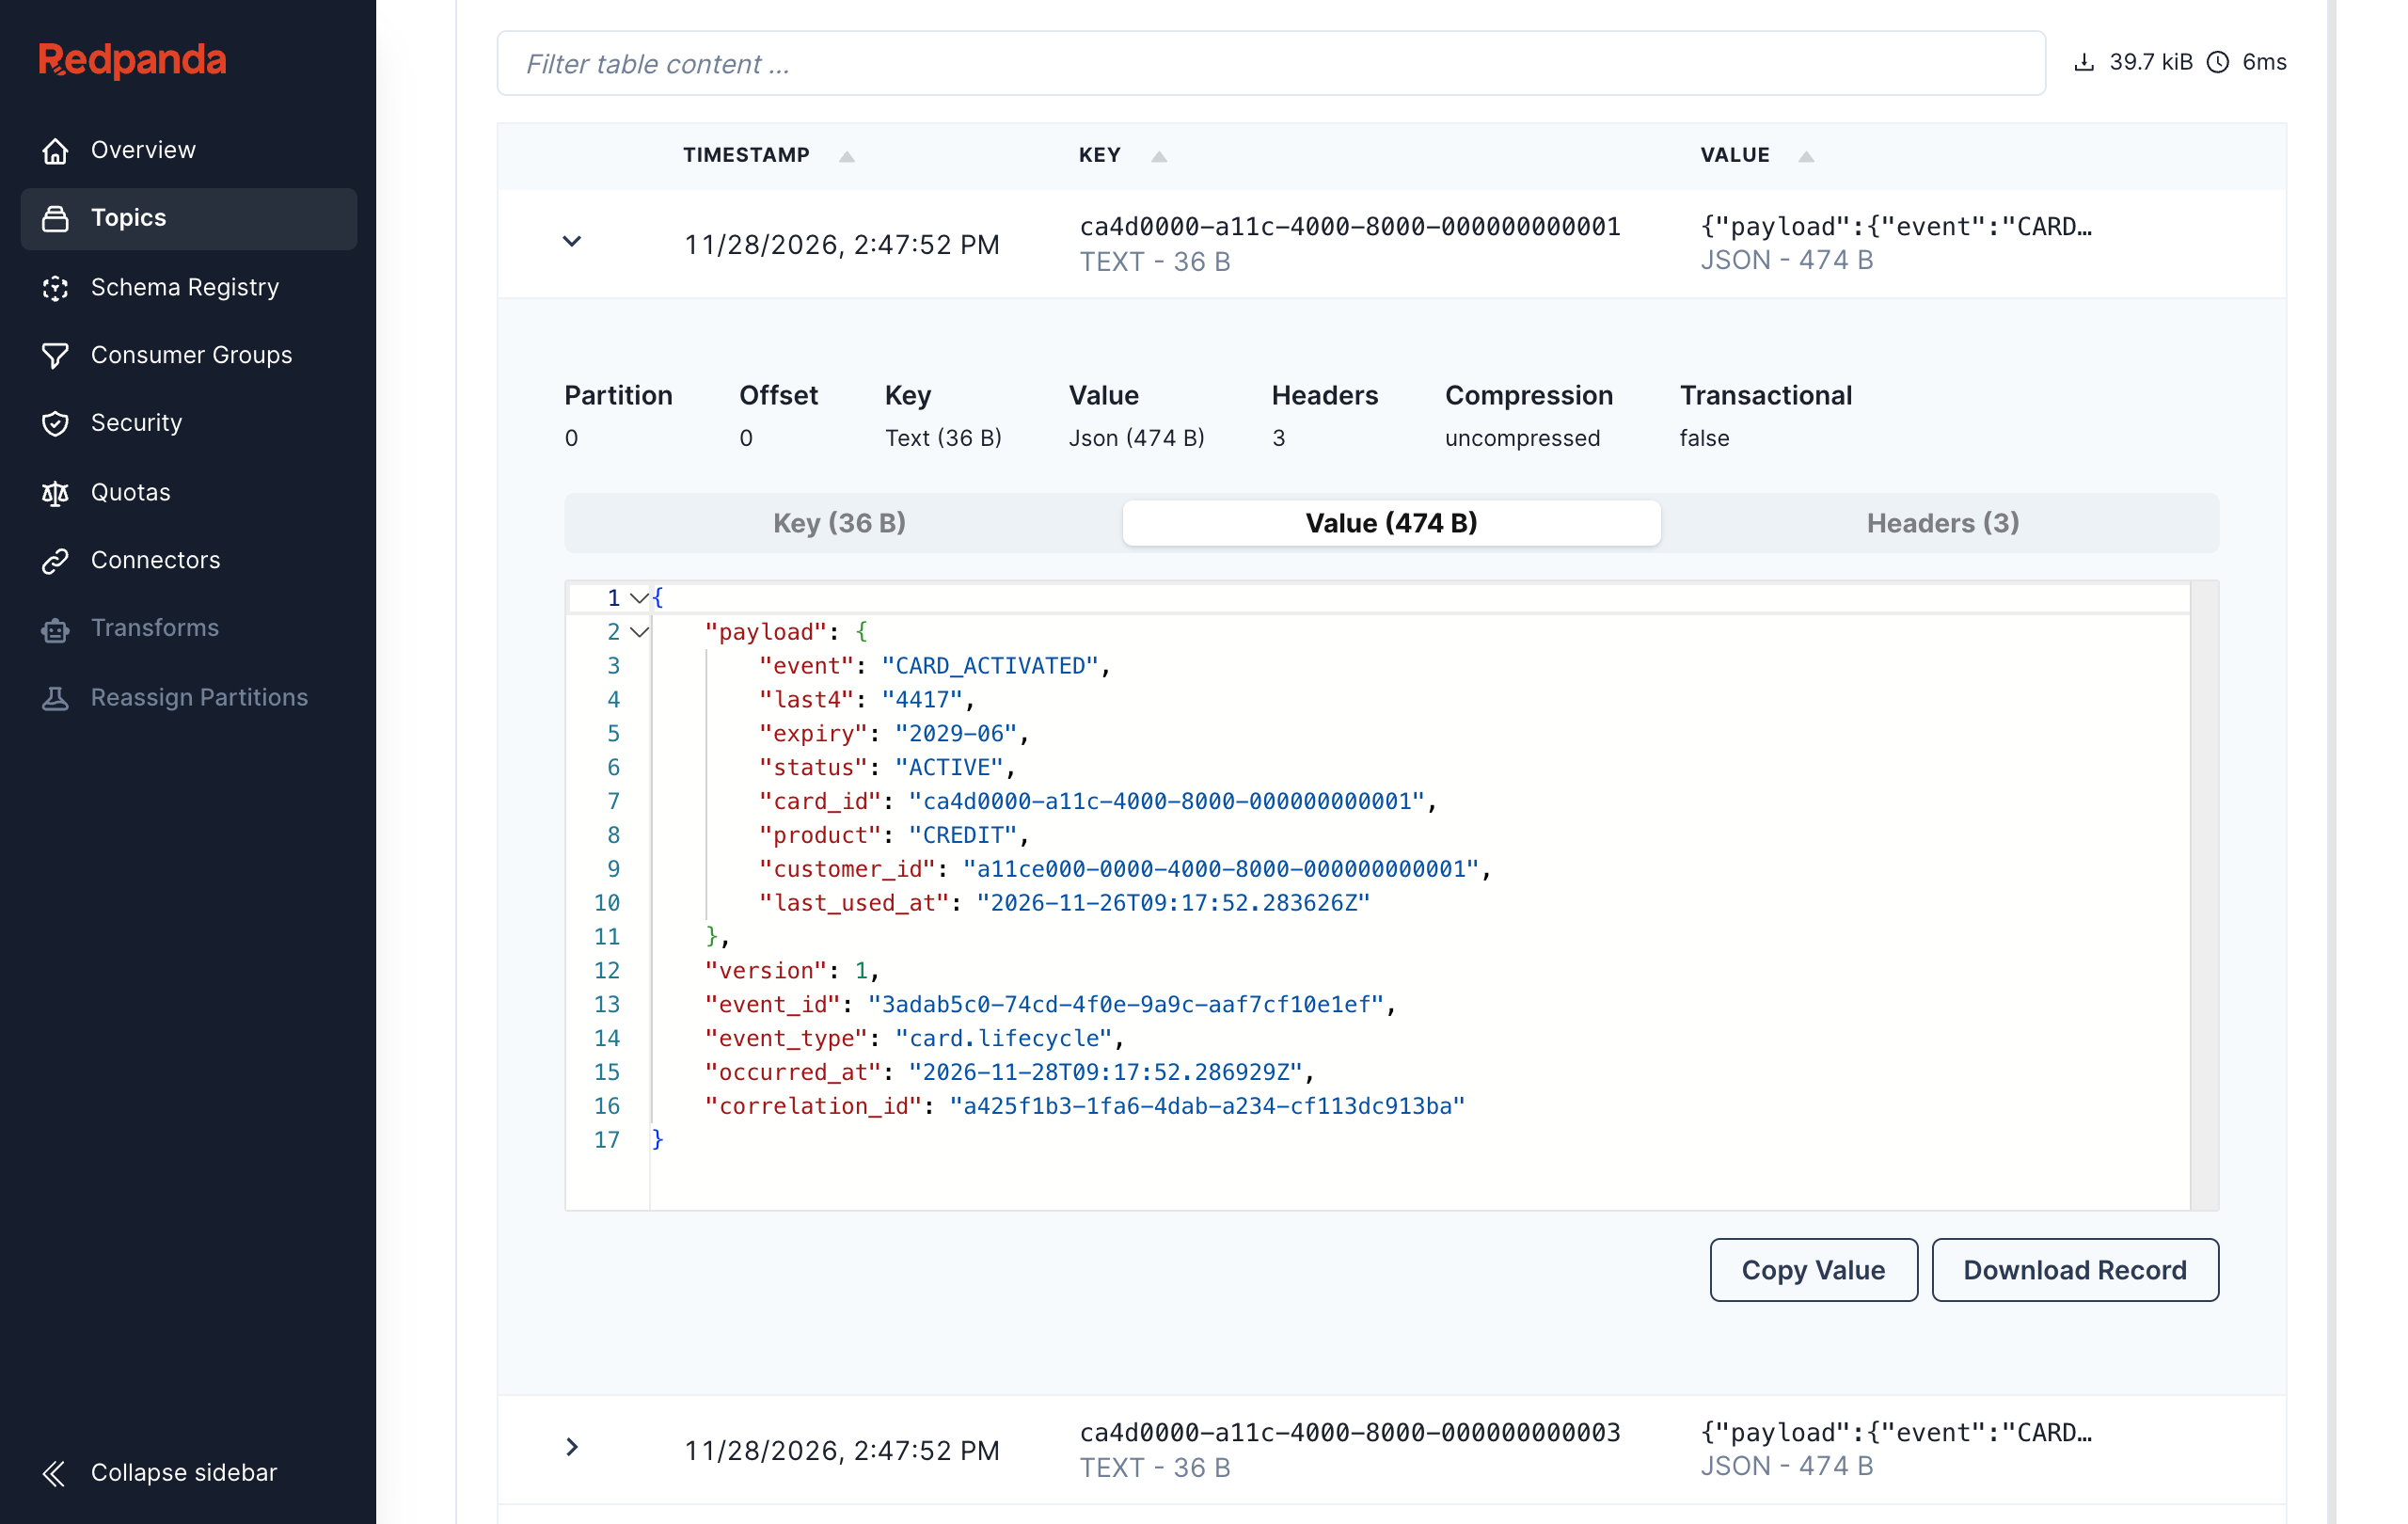 Redpanda
Overview
Topics
Schema Registry
Consumer Groups
Security
Quotas
Connectors
Transforms
Reassign Partitions
Collapse sidebar
Filter table content ...
39.7 kiB 6ms
TIMESTAMP KEY VALUE
11/28/2026, 2:47:52 PM ca4d0000-a11c-4000-8000-000000000001 {"payload":{"event":"CARD…
TEXT - 36 B JSON - 474 B
Partition Offset Key Value Headers Compression Transactional
0 0 Text (36 B) Json (474 B) 3 uncompressed false
Key (36 B) Value (474 B) Headers (3)
1 {
2 "payload": {
3 "event": "CARD_ACTIVATED",
4 "last4": "4417",
5 "expiry": "2029-06",
6 "status": "ACTIVE",
7 "card_id": "ca4d0000-a11c-4000-8000-000000000001",
8 "product": "CREDIT",
9 "customer_id": "a11ce000-0000-4000-8000-000000000001",
10 "last_used_at": "2026-11-26T09:17:52.283626Z"
11 },
12 "version": 1,
13 "event_id": "3adab5c0-74cd-4f0e-9a9c-aaf7cf10e1ef",
14 "event_type": "card.lifecycle",
15 "occurred_at": "2026-11-28T09:17:52.286929Z",
16 "correlation_id": "a425f1b3-1fa6-4dab-a234-cf113dc913ba"
17 }
Copy Value Download Record
11/28/2026, 2:47:52 PM ca4d0000-a11c-4000-8000-000000000003 {"payload":{"event":"CARD…
TEXT - 36 B JSON - 474 B